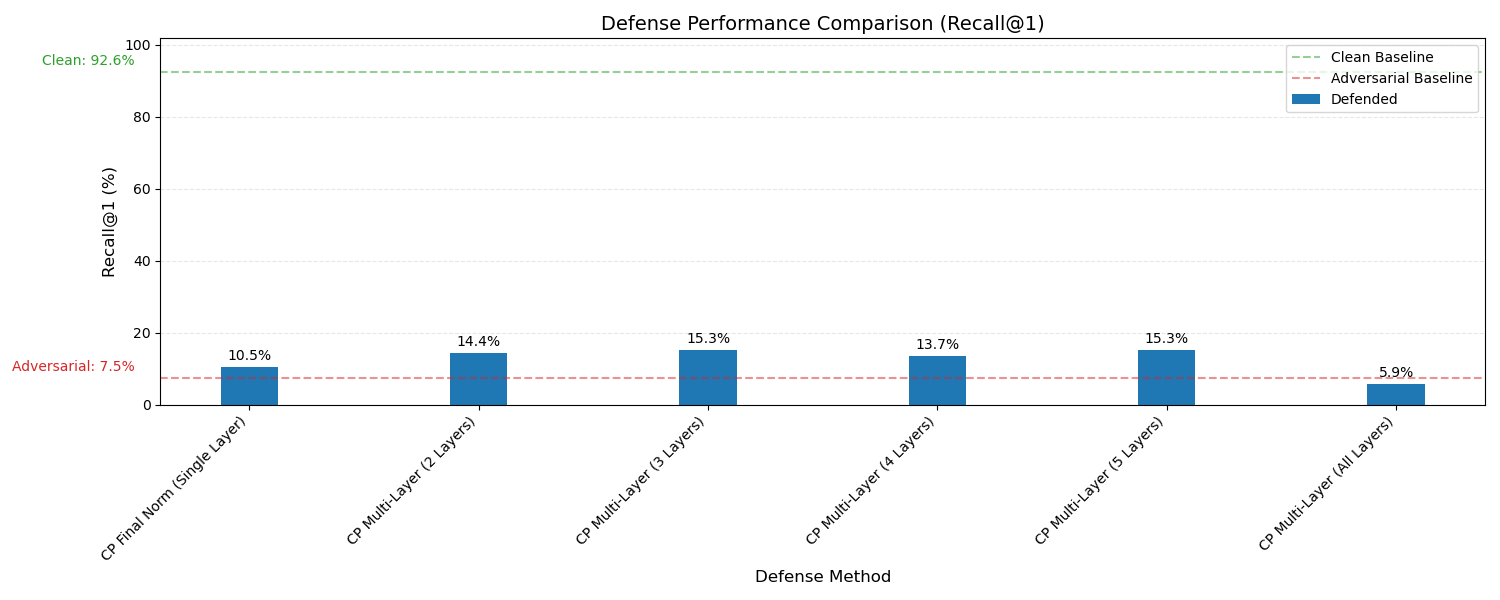 Defense Performance Comparison (Recall@1)
Clean: 92.6%
Adversarial: 7.5%
Recall@1 (%)
100
80
60
40
20
0
Clean Baseline
Adversarial Baseline
Defended
10.5%
14.4%
15.3%
13.7%
15.3%
5.9%
CP Final Norm (Single Layer)
CP Multi-Layer (2 Layers)
CP Multi-Layer (3 Layers)
CP Multi-Layer (4 Layers)
CP Multi-Layer (5 Layers)
CP Multi-Layer (All Layers)
Defense Method